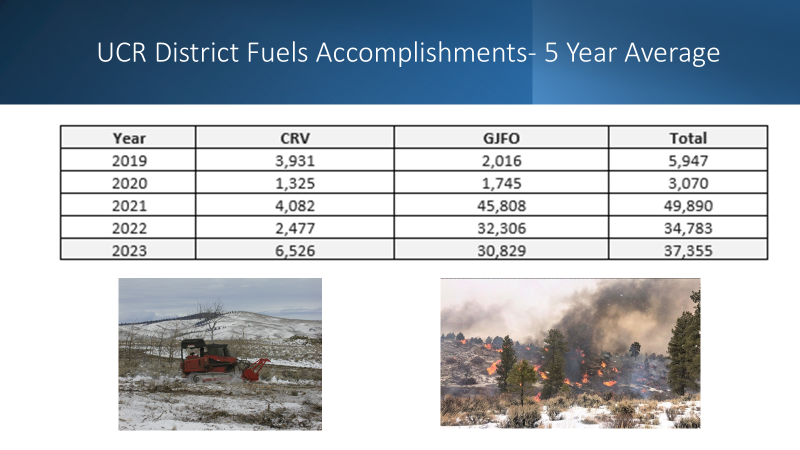 UCR District Fuels Accomplishments- 5 Year Average
Year CRV GJFO Total
2019 3,931 2,016 5,947
2020 1,325 1,745 3,070
2021 4,082 45,808 49,890
2022 2,477 32,306 34,783
2023 6,526 30,829 37,355